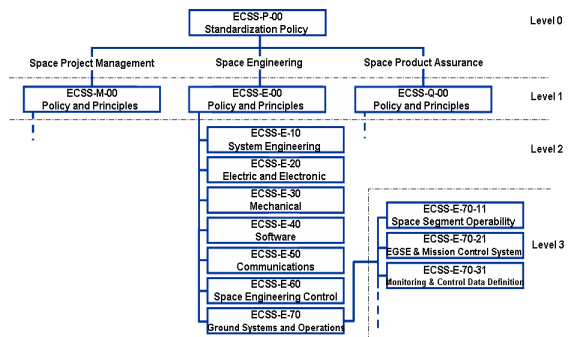 ECSS-P-00
Standardization Policy
Level 0
Space Project Management
Space Engineering
Space Product Assurance
ECSS-M-00
Policy and Principles
ECSS-E-00
Policy and Principles
ECSS-Q-00
Policy and Principles
Level 1
ECSS-E-10
System Engineering
ECSS-E-20
Electric and Electronic
Level 2
ECSS-E-30
Mechanical
ECSS-E-40
Software
ECSS-E-50
Communications
ECSS-E-60
Space Engineering Control
ECSS-E-70
Ground Systems and Operations
ECSS-E-70-11
Space Segment Operability
ECSS-E-70-21
EGSE & Mission Control System
Level 3
ECSS-E-70-31
Monitoring & Control Data Definition